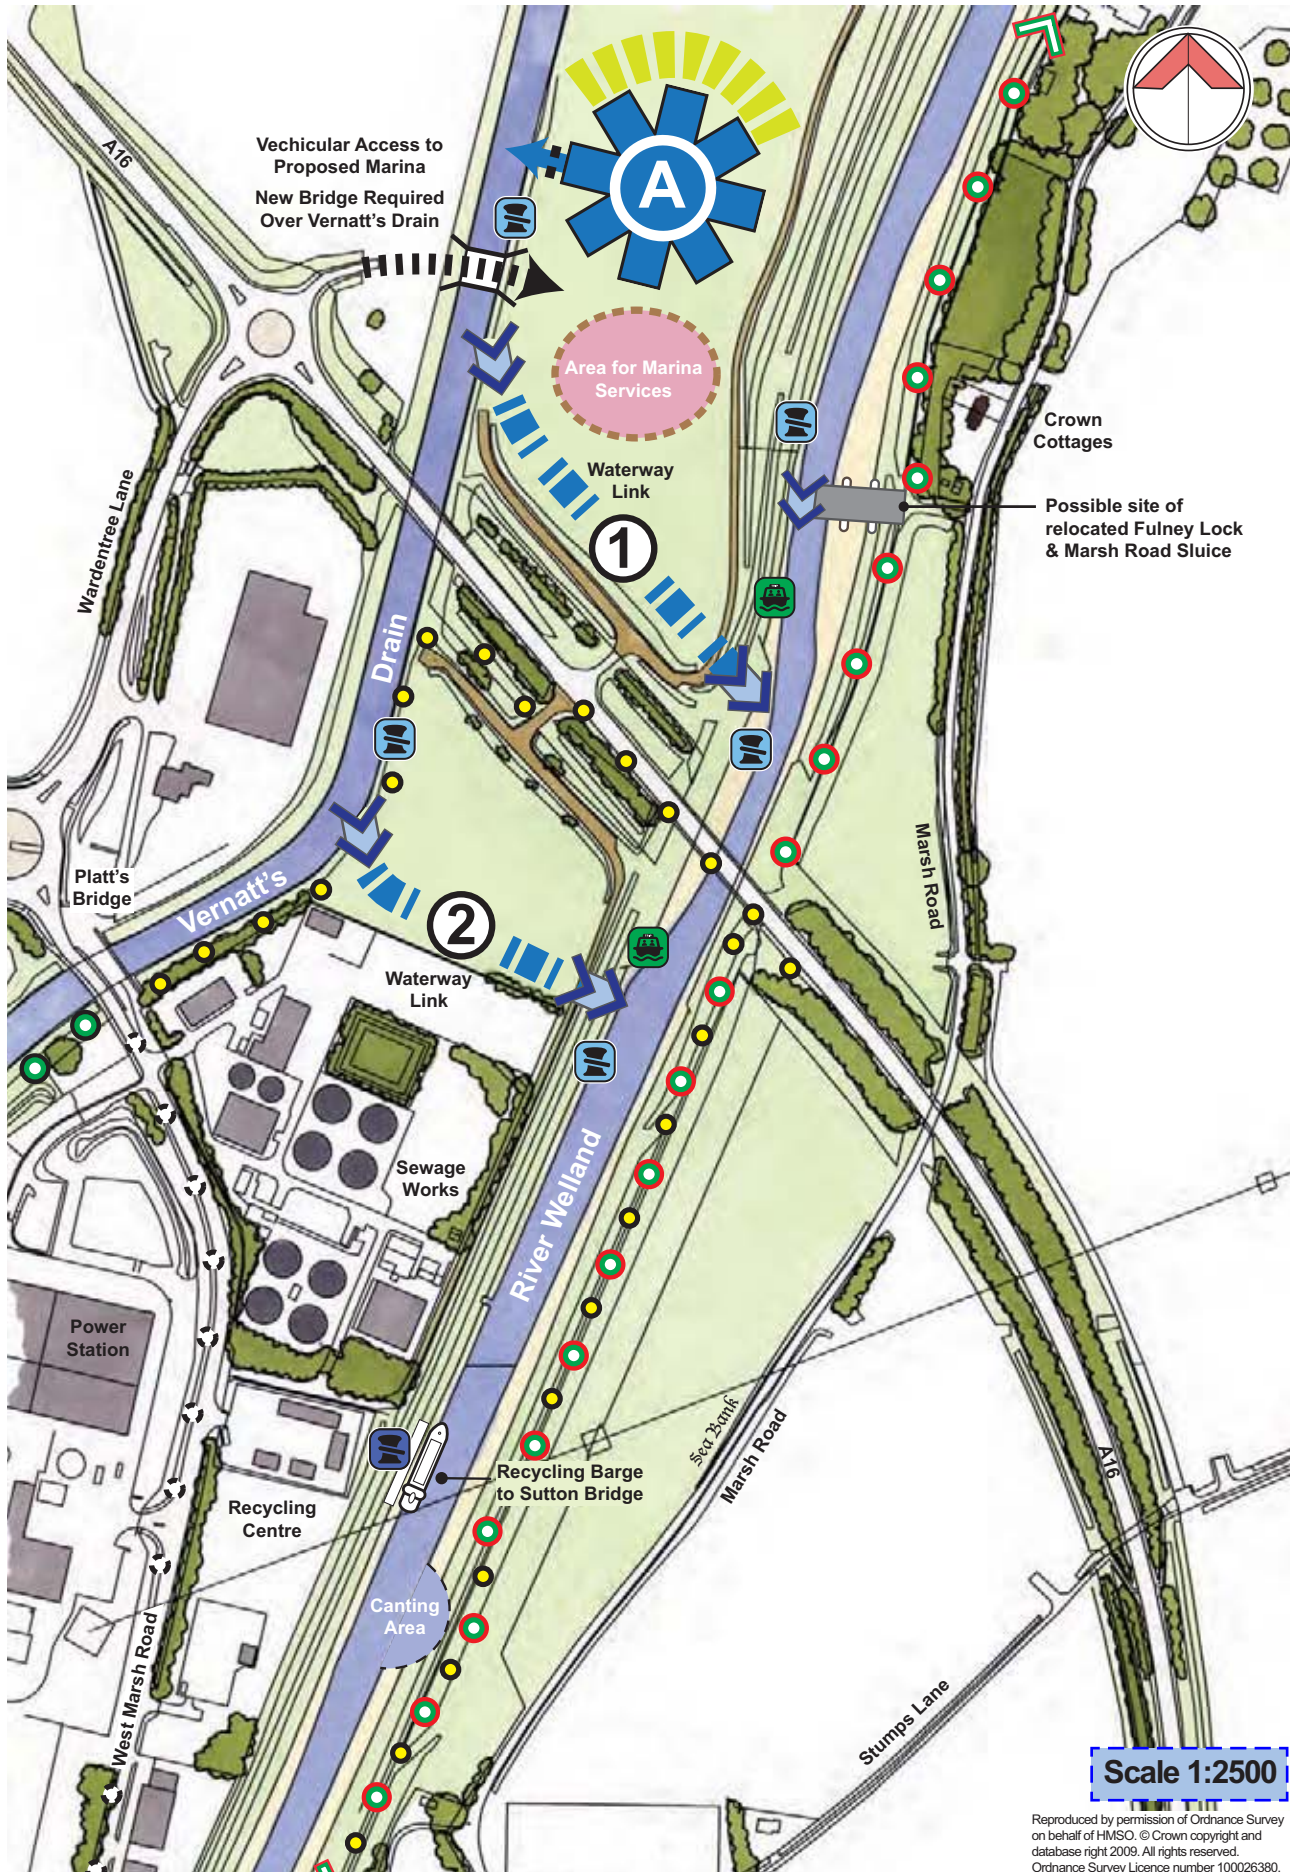 A16
Vechicular Access to
Proposed Marina
New Bridge Required
Over Vernatt's Drain
A
Area for Marina
Services
Crown
Cottages
Waterway
Link
Possible site of
relocated Fulney Lock
& Marsh Road Sluice
1
Wardentree Lane
Drain
Marsh Road
Platt's
Bridge
Vernatt's
2
Waterway
Link
Sewage
Works
River Welland
Power
Station
Sea Bank
Marsh Road
A16
Recycling Barge
to Sutton Bridge
Recycling
Centre
Canting
Area
West Marsh Road
Stumps Lane
Scale 1:2500
Reproduced by permission of Ordnance Survey
on behalf of HMSO. © Crown copyright and
database right 2009. All rights reserved.
Ordnance Survey Licence number 100026380.